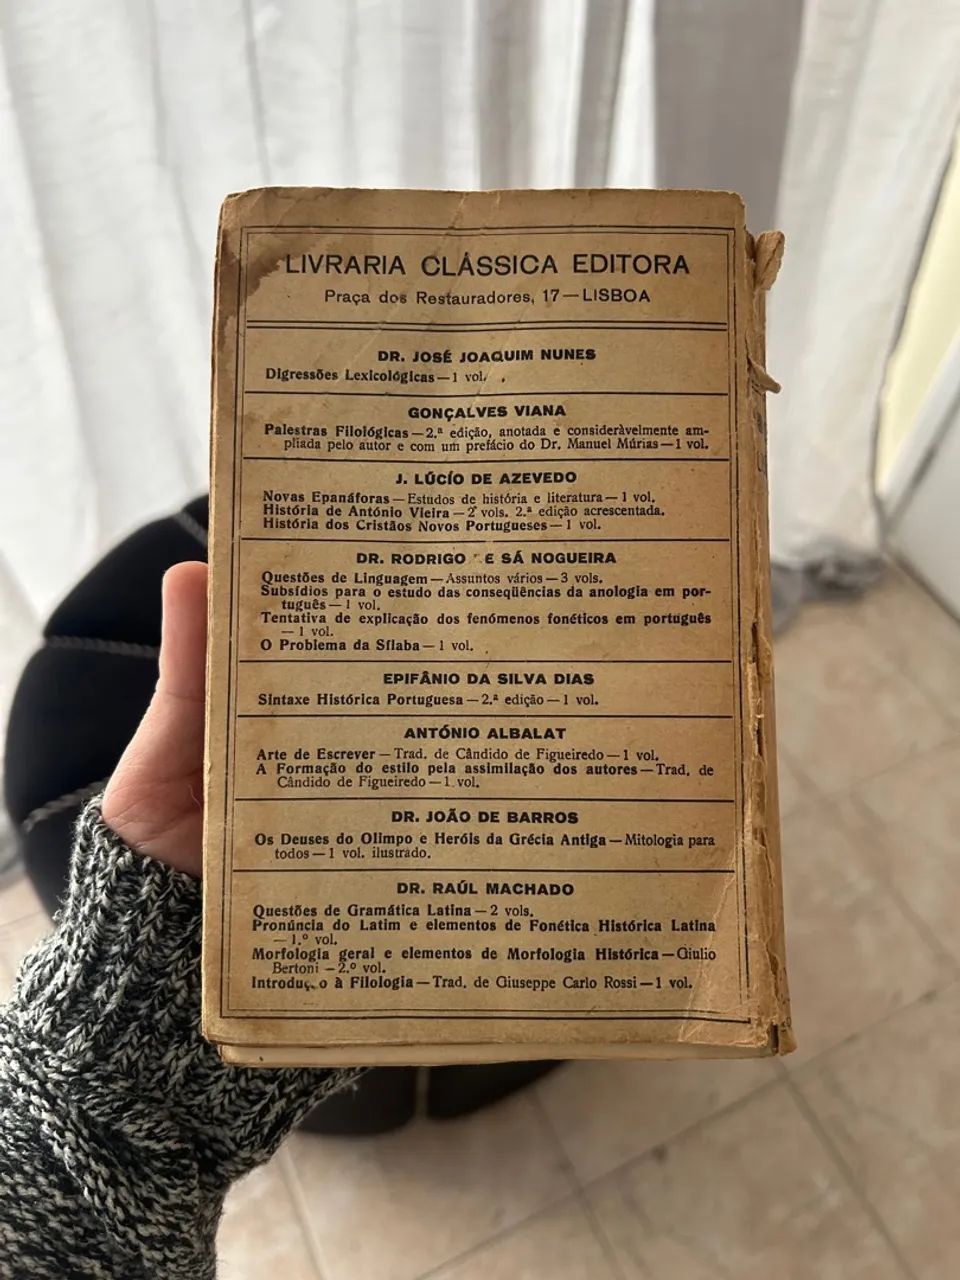 LIVRARIA CLÁSSICA EDITORA
Praça dos Restauradores, 17—LISBOA
DR. JOSÉ JOAQUIM NUNES
Digressões Lexicológicas—1 vol.
GONÇALVES VIANA
Palestras Filológicas—2.ª edição, anotada e consideràvelmente am-
pliada pelo autor e com um prefácio do Dr. Manuel Múrias—1 vol.
J. LÚCÍO DE AZEVEDO
Novas Epanáforas—Estudos de história e literatura—1 vol.
História de António Vieira—2 vols. 2.ª edição acrescentada.
História dos Cristãos Novos Portugueses—1 vol.
DR. RODRIGO E SÁ NOGUEIRA
Questões de Linguagem—Assuntos vários—3 vols.
Subsídios para o estudo das conseqüências da anologia em por-
tuguês—1 vol.
Tentativa de explicação dos fenómenos fonéticos em português
—1 vol.
O Problema da Sílaba—1 vol.
EPIFÂNIO DA SILVA DIAS
Sintaxe Histórica Portuguesa—2.ª edição—1 vol.
ANTÓNIO ALBALAT
Arte de Escrever—Trad. de Cândido de Figueiredo—1 vol.
A Formação do estilo pela assimilação dos autores—Trad. de
Cândido de Figueiredo—1 vol.
DR. JOÃO DE BARROS
Os Deuses do Olimpo e Heróis da Grécia Antiga—Mitologia para
todos—1 vol. ilustrado.
DR. RAÚL MACHADO
Questões de Gramática Latina—2 vols.
Pronúncia do Latim e elementos de Fonética Histórica Latina
—1.º vol.
Morfologia geral e elementos de Morfologia Histórica—Giulio
Bertoni—2.º vol.
Introdução à Filologia—Trad. de Giuseppe Carlo Rossi—1 vol.